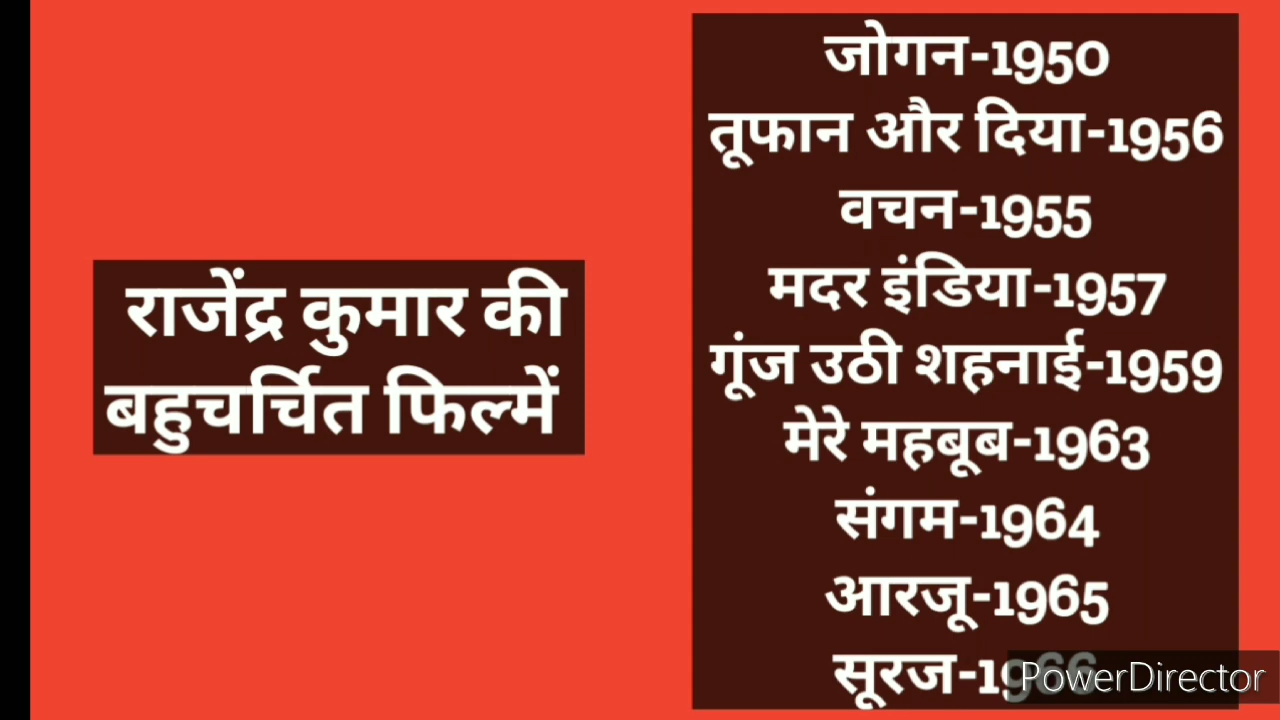 राजेंद्र कुमार की
बहुचर्चित फिल्में
जोगन-1950
तूफान और दिया-1956
वचन-1955
मदर इंडिया-1957
गूंज उठी शहनाई-1959
मेरे महबूब-1963
संगम-1964
आरजू-1965
सूरज-1966
PowerDirector